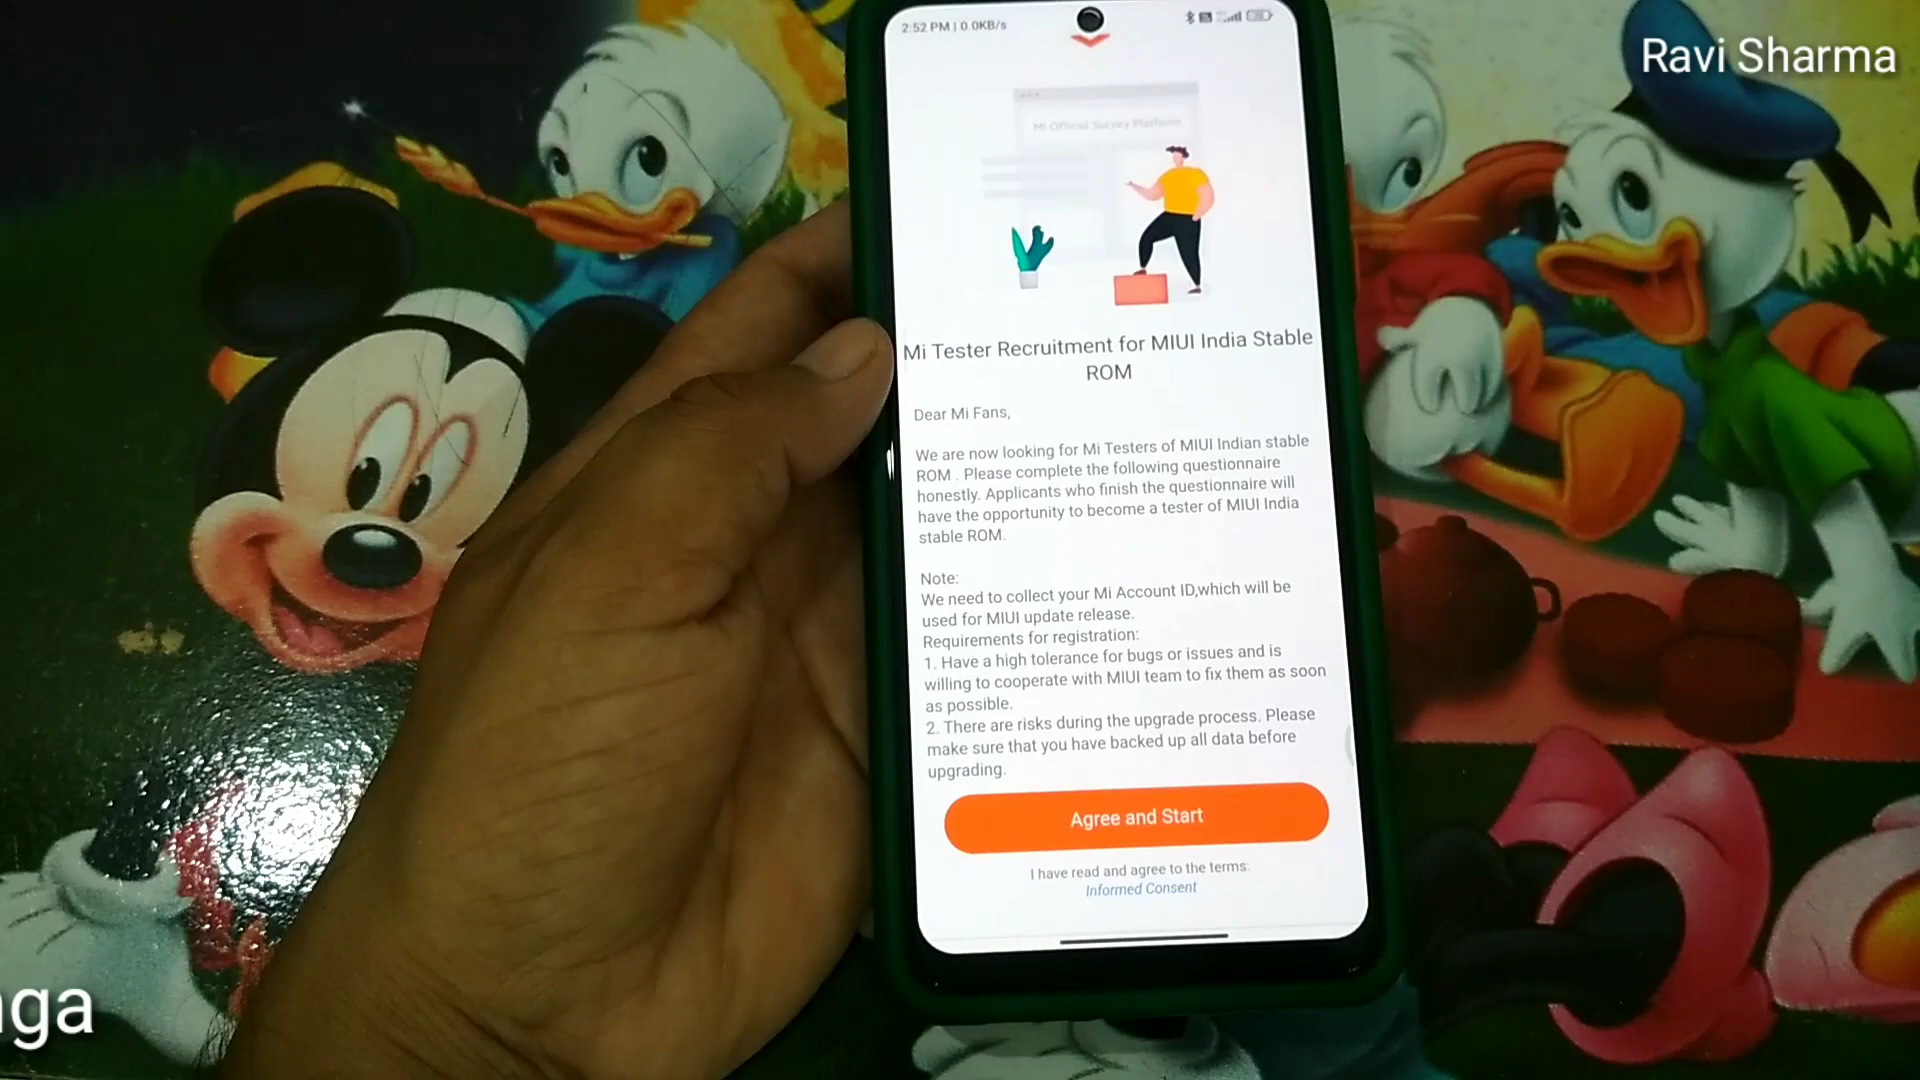 Ravi Sharma
2:52 PM | 0.0KB/s
Mi Official Survey Platform
Mi Tester Recruitment for MIUI India Stable
ROM
Dear Mi Fans,
We are now looking for Mi Testers of MIUI Indian stable
ROM . Please complete the following questionnaire
honestly. Applicants who finish the questionnaire will
have the opportunity to become a tester of MIUI India
stable ROM.
Note:
We need to collect your Mi Account ID,which will be
used for MIUI update release.
Requirements for registration:
1. Have a high tolerance for bugs or issues and is
willing to cooperate with MIUI team to fix them as soon
as possible.
2. There are risks during the upgrade process. Please
make sure that you have backed up all data before
upgrading.
Agree and Start
I have read and agree to the terms:
Informed Consent
ga